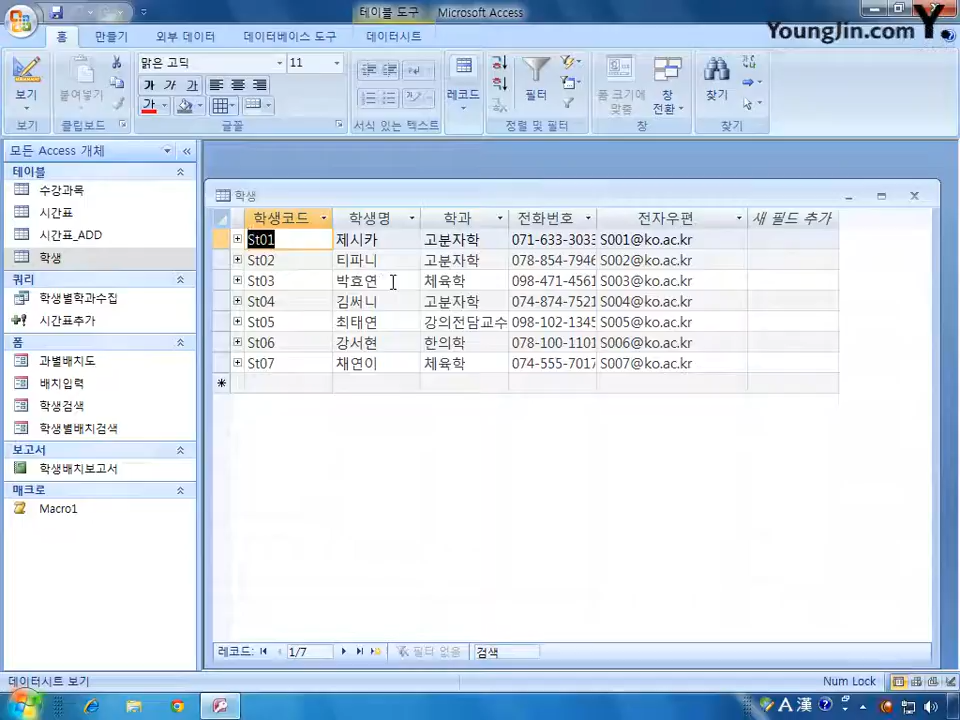 테이블 도구 Microsoft Access
YoungJin.com Y.
홈 만들기 외부 데이터 데이터베이스 도구 데이터시트
맑은 고딕 11
가 가 가
가
보기 붙여넣기 레코드 필터 폼 크기에 맞춤 창 전환 찾기
보기 클립보드 글꼴 서식 있는 텍스트 정렬 및 필터 창 찾기
모든 Access 개체
테이블
수강과목
시간표
시간표_ADD
학생
쿼리
학생별학과수집
시간표추가
폼
과별배치도
배치입력
학생검색
학생별배치검색
보고서
학생배치보고서
매크로
Macro1
학생
학생코드 학생명 학과 전화번호 전자우편 새 필드 추가
St01 제시카 고분자학 071-633-3033 S001@ko.ac.kr
St02 티파니 고분자학 078-854-7946 S002@ko.ac.kr
St03 박효연 체육학 098-471-4561 S003@ko.ac.kr
St04 김써니 고분자학 074-874-7521 S004@ko.ac.kr
St05 최태연 강의전담교수 098-102-1345 S005@ko.ac.kr
St06 강서현 한의학 078-100-1101 S006@ko.ac.kr
St07 채연이 체육학 074-555-7017 S007@ko.ac.kr
레코드: 1/7 필터 없음 검색
데이터시트 보기 Num Lock
A 漢